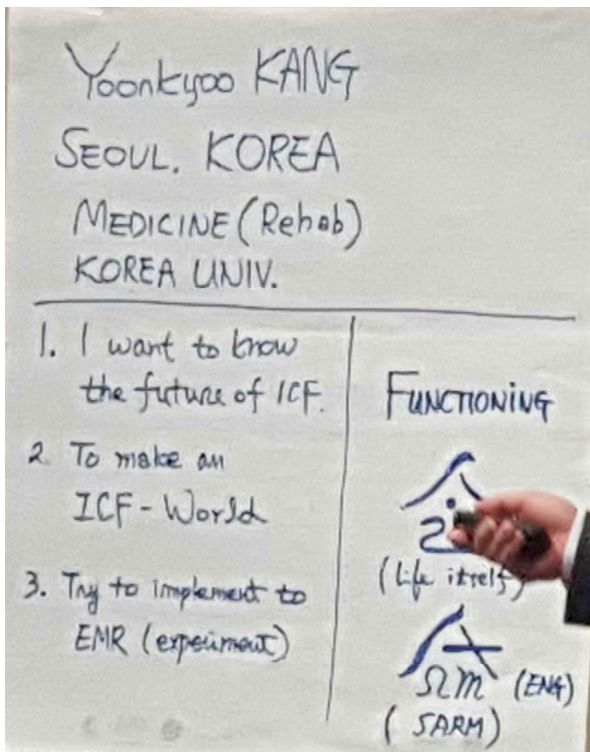 Yoonkyoo KANG
SEOUL. KOREA
MEDICINE (Rehab)
KOREA UNIV.
1. I want to know
the future of ICF.
2. To make an
ICF - World
3. Try to implement to
EMR (experiment)
FUNCTIONING
(Life itself)
(ENG)
(SARM)